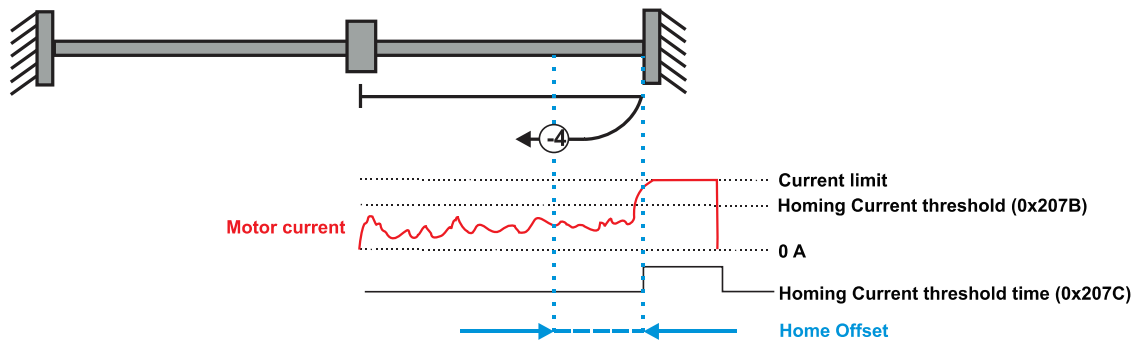 -4
Current limit
Homing Current threshold (0x207B)
Motor current
0 A
Homing Current threshold time (0x207C)
Home Offset